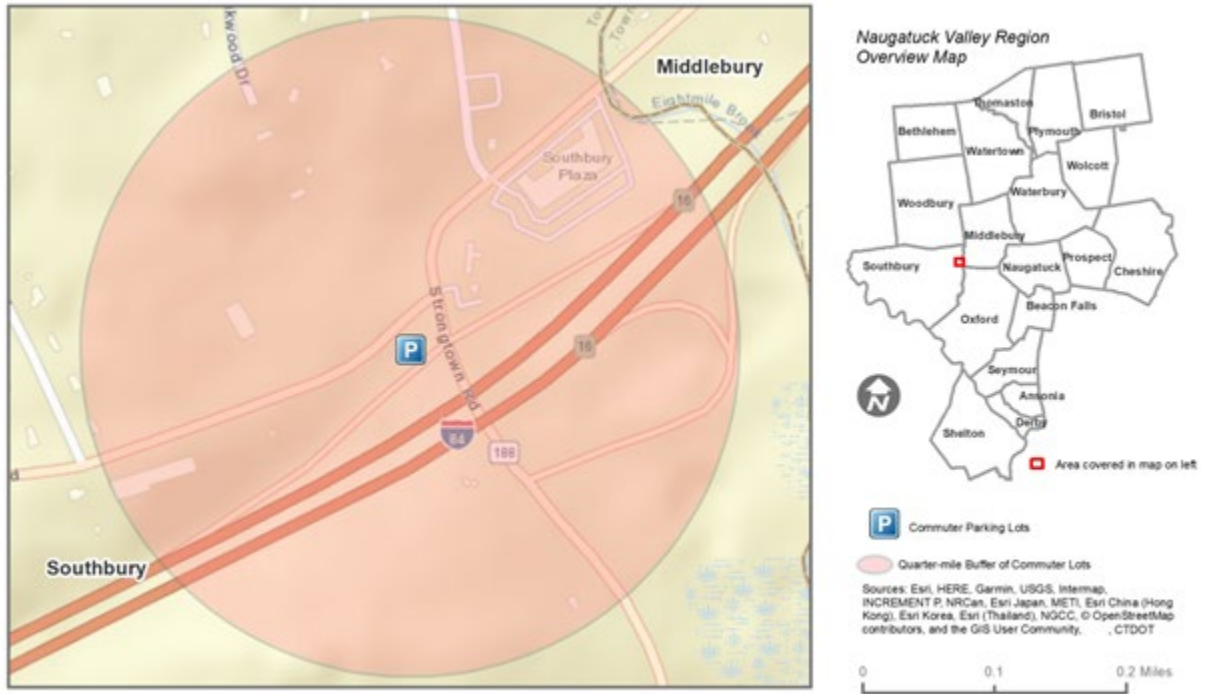 kwood Dr
Middlebury
Eightmile Brook
Southbury
Plaza
16
Strongtown Rd
P
16
84
188
d
Southbury
Naugatuck Valley Region
Overview Map
Thomaston
Bristol
Bethlehem
Plymouth
Watertown
Wolcott
Waterbury
Woodbury
Middlebury
Southbury
Naugatuck
Prospect
Cheshire
Beacon Falls
Oxford
N
Seymour
Ansonia
Derby
Shelton
Area covered in map on left
P
Commuter Parking Lots
Quarter-mile Buffer of Commuter Lots
Sources: Esri, HERE, Garmin, USGS, Intermap,
INCREMENT P, NRCan, Esri Japan, METI, Esri China (Hong
Kong), Esri Korea, Esri (Thailand), NGCC, © OpenStreetMap
contributors, and the GIS User Community, , CTDOT
0 0.1 0.2 Miles